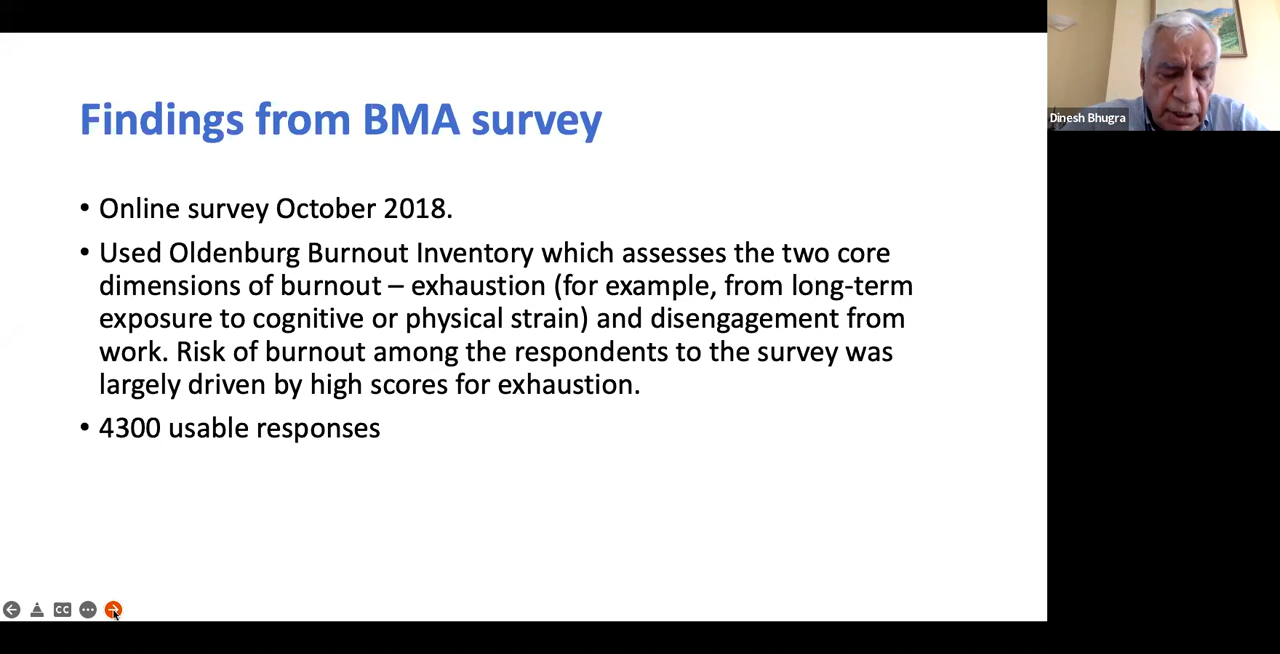 Findings from BMA survey
• Online survey October 2018.
• Used Oldenburg Burnout Inventory which assesses the two core
dimensions of burnout – exhaustion (for example, from long-term
exposure to cognitive or physical strain) and disengagement from
work. Risk of burnout among the respondents to the survey was
largely driven by high scores for exhaustion.
• 4300 usable responses
CC
Dinesh Bhugra